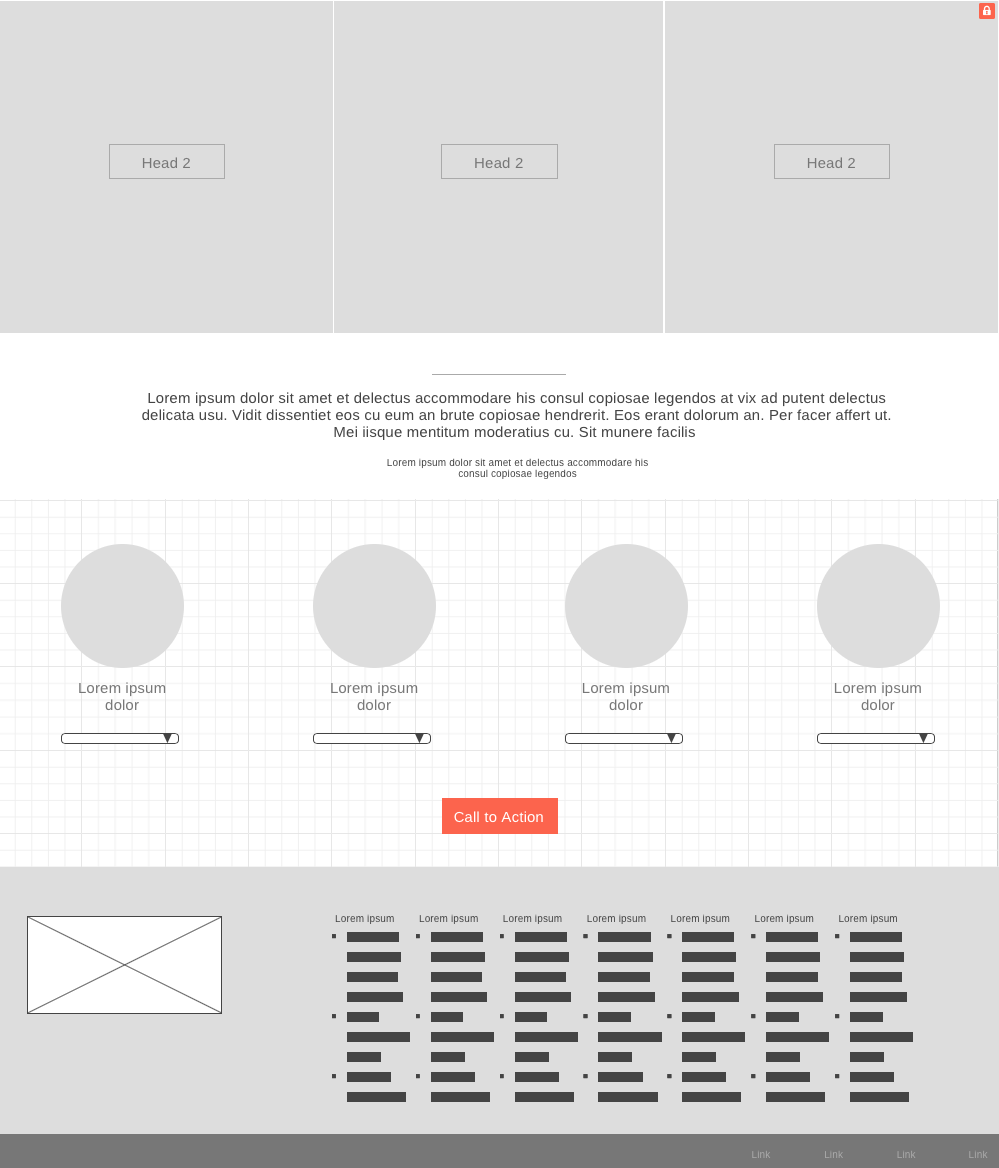 Head 2
Head 2
Head 2
Lorem ipsum dolor sit amet et delectus accommodare his consul copiosae legendos at vix ad putent delectus
delicata usu. Vidit dissentiet eos cu eum an brute copiosae hendrerit. Eos erant dolorum an. Per facer affert ut.
Mei iisque mentitum moderatius cu. Sit munere facilis
Lorem ipsum dolor sit amet et delectus accommodare his
consul copiosae legendos
Lorem ipsum
dolor
Lorem ipsum
dolor
Lorem ipsum
dolor
Lorem ipsum
dolor
Call to Action
Lorem ipsum
Lorem ipsum
Lorem ipsum
Lorem ipsum
Lorem ipsum
Lorem ipsum
Lorem ipsum
Link
Link
Link
Link